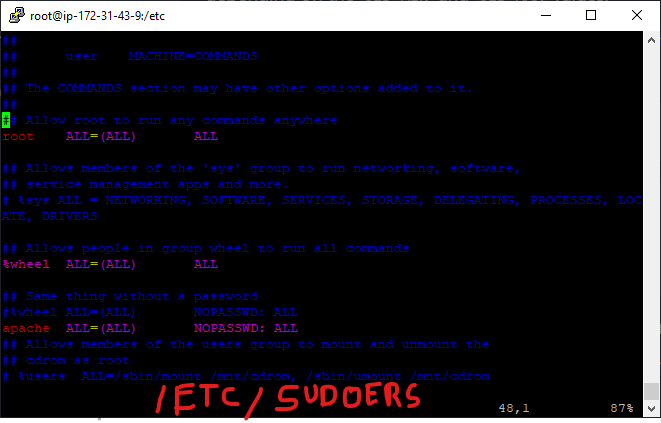 root@ip-172-31-43-9:/etc
##
##      user    MACHINE=COMMANDS
##
## The COMMANDS section may have other options added to it.
##
## Allow root to run any commands anywhere
root    ALL=(ALL)       ALL
## Allows members of the 'sys' group to run networking, software,
## service management apps and more.
# %sys ALL = NETWORKING, SOFTWARE, SERVICES, STORAGE, DELEGATING, PROCESSES, LOC
ATE, DRIVERS
## Allows people in group wheel to run all commands
%wheel  ALL=(ALL)       ALL
## Same thing without a password
#%wheel ALL=(ALL)       NOPASSWD: ALL
apache  ALL=(ALL)       NOPASSWD: ALL
## Allows members of the users group to mount and unmount the
## cdrom as root
# %users  ALL=/sbin/mount /mnt/cdrom, /sbin/umount /mnt/cdrom
/ETC/SUDOERS
48,1          87%